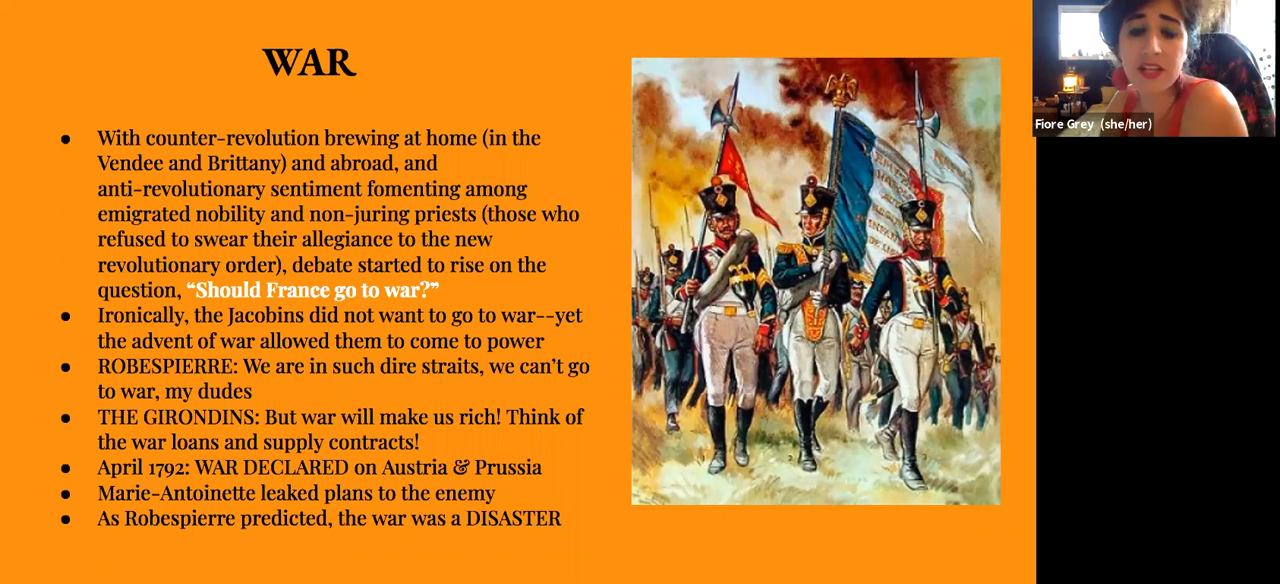 WAR
● With counter-revolution brewing at home (in the
Vendee and Brittany) and abroad, and
anti-revolutionary sentiment fomenting among
emigrated nobility and non-juring priests (those who
refused to swear their allegiance to the new
revolutionary order), debate started to rise on the
question, “Should France go to war?”
● Ironically, the Jacobins did not want to go to war--yet
the advent of war allowed them to come to power
● ROBESPIERRE: We are in such dire straits, we can’t go
to war, my dudes
● THE GIRONDINS: But war will make us rich! Think of
the war loans and supply contracts!
● April 1792: WAR DECLARED on Austria & Prussia
● Marie-Antoinette leaked plans to the enemy
● As Robespierre predicted, the war was a DISASTER
Fiore Grey (she/her)